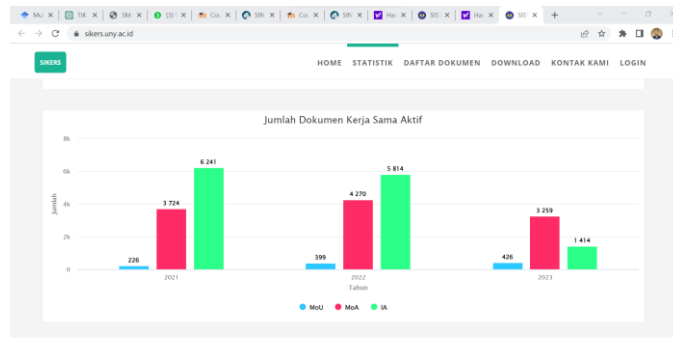 sikers.uny.ac.id
SIKERS HOME STATISTIK DAFTAR DOKUMEN DOWNLOAD KONTAK KAMI LOGIN
Jumlah Dokumen Kerja Sama Aktif
8k
6k
4k
2k
0
Jumlah
226 3 724 6 241
399 4 270 5 814
426 3 259 1 414
2021 2022 2023
Tahun
MoU MoA IA